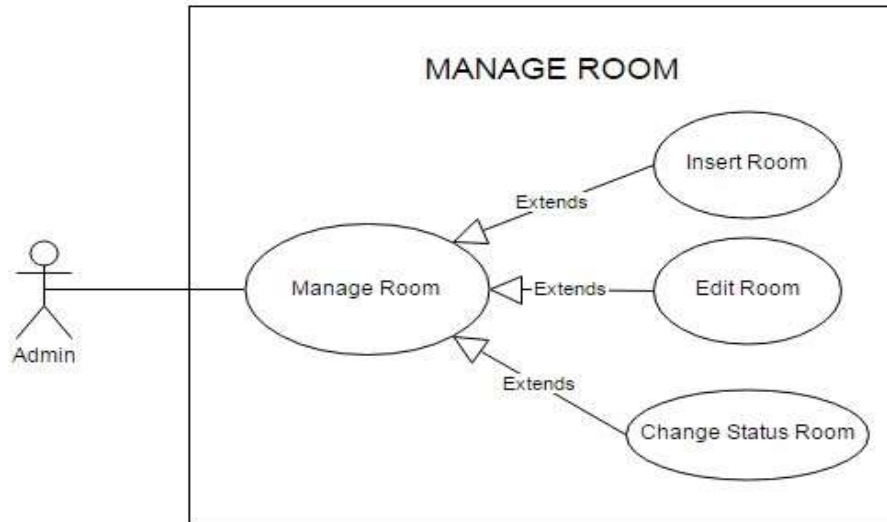 MANAGE ROOM
Insert Room
Extends
Manage Room
Extends
Edit Room
Admin
Extends
Change Status Room